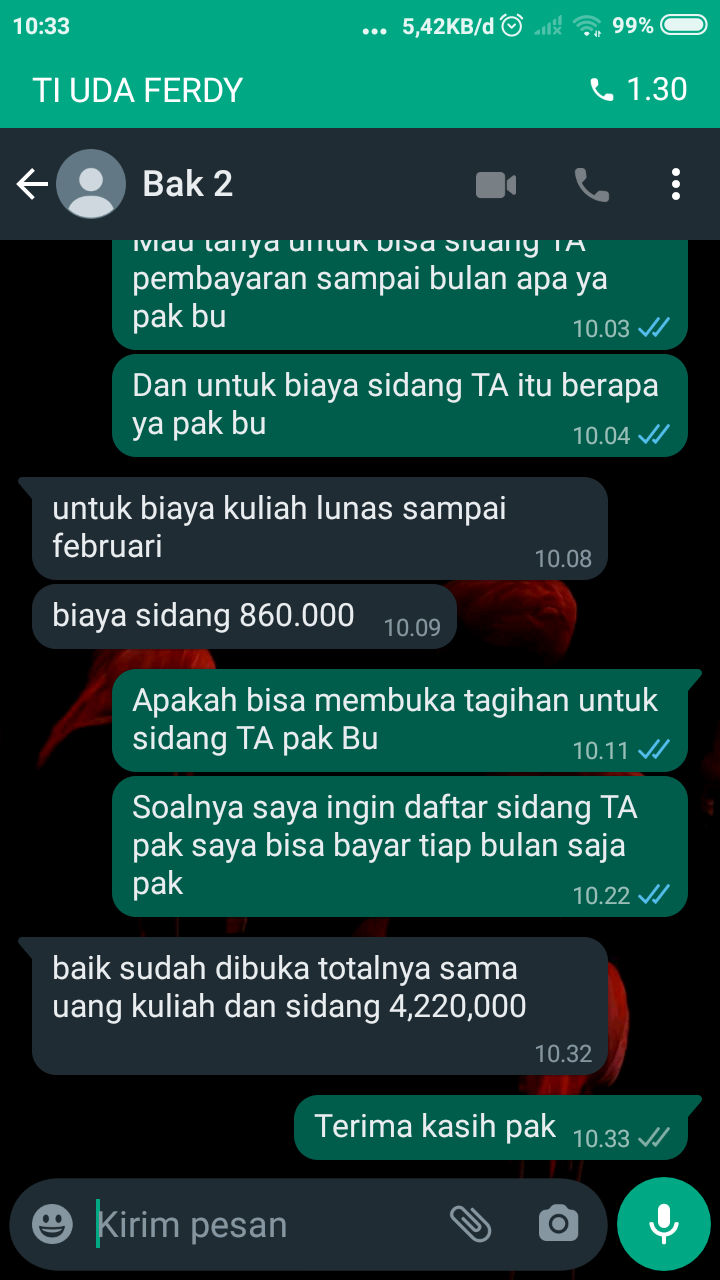 10:33
... 5,42KB/d 99%
TI UDA FERDY 1.30
Bak 2
Mau tanya untuk bisa sidang TA
pembayaran sampai bulan apa ya
pak bu
10.03
Dan untuk biaya sidang TA itu berapa
ya pak bu
10.04
untuk biaya kuliah lunas sampai
februari
10.08
biaya sidang 860.000 10.09
Apakah bisa membuka tagihan untuk
sidang TA pak Bu
10.11
Soalnya saya ingin daftar sidang TA
pak saya bisa bayar tiap bulan saja
pak
10.22
baik sudah dibuka totalnya sama
uang kuliah dan sidang 4,220,000
10.32
Terima kasih pak 10.33
Kirim pesan